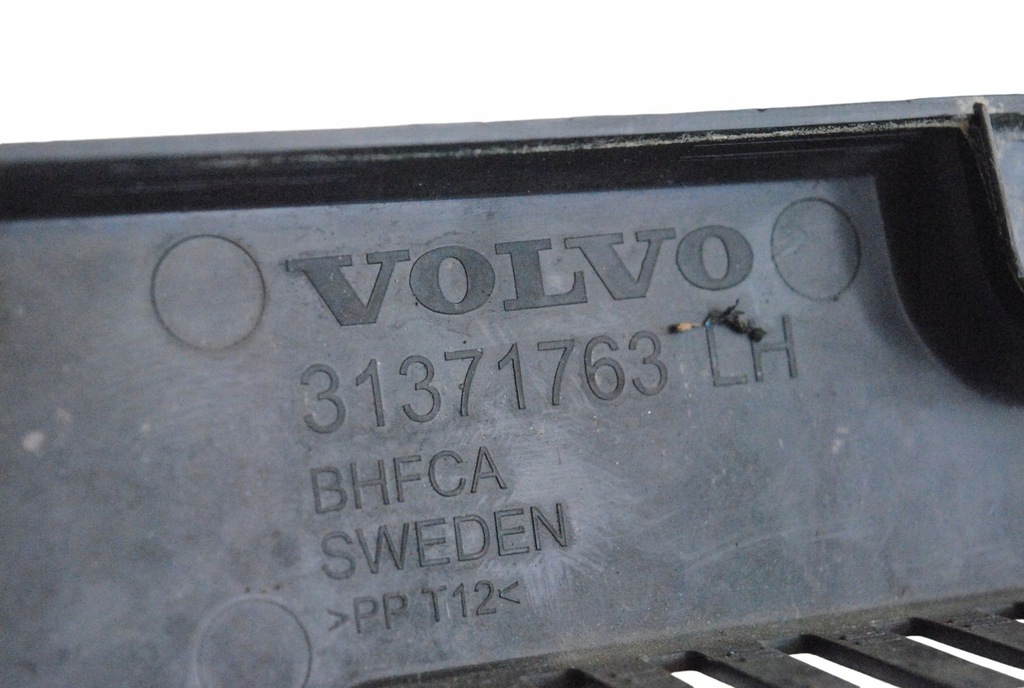 VOLVO
31371763 LH
BHFCA
SWEDEN
>PP T12<